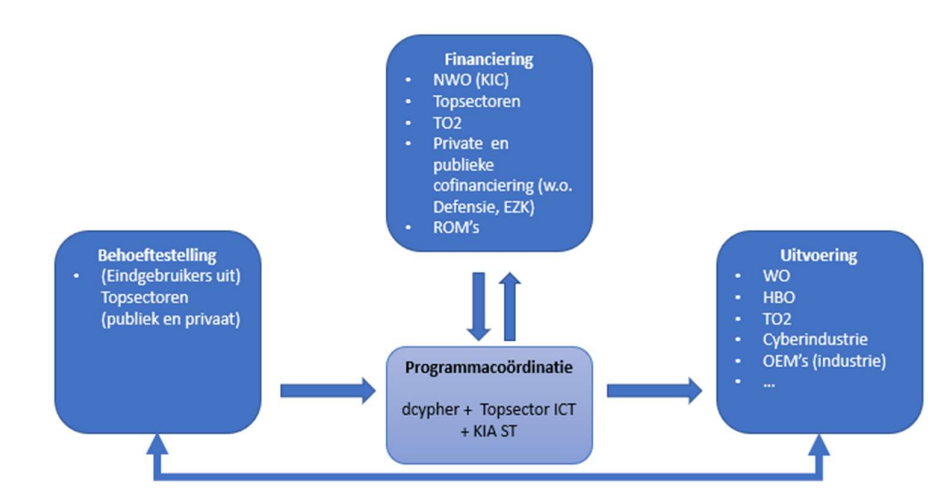 Financiering
• NWO (KIC)
• Topsectoren
• TO2
• Private en
publieke
cofinanciering (w.o.
Defensie, EZK)
• ROM's
Behoeftestelling
• (Eindgebruikers uit)
Topsectoren
(publiek en privaat)
Programmacoördinatie
dcypher + Topsector ICT
+ KIA ST
Uitvoering
• WO
• HBO
• TO2
• Cyberindustrie
• OEM's (industrie)
• ...